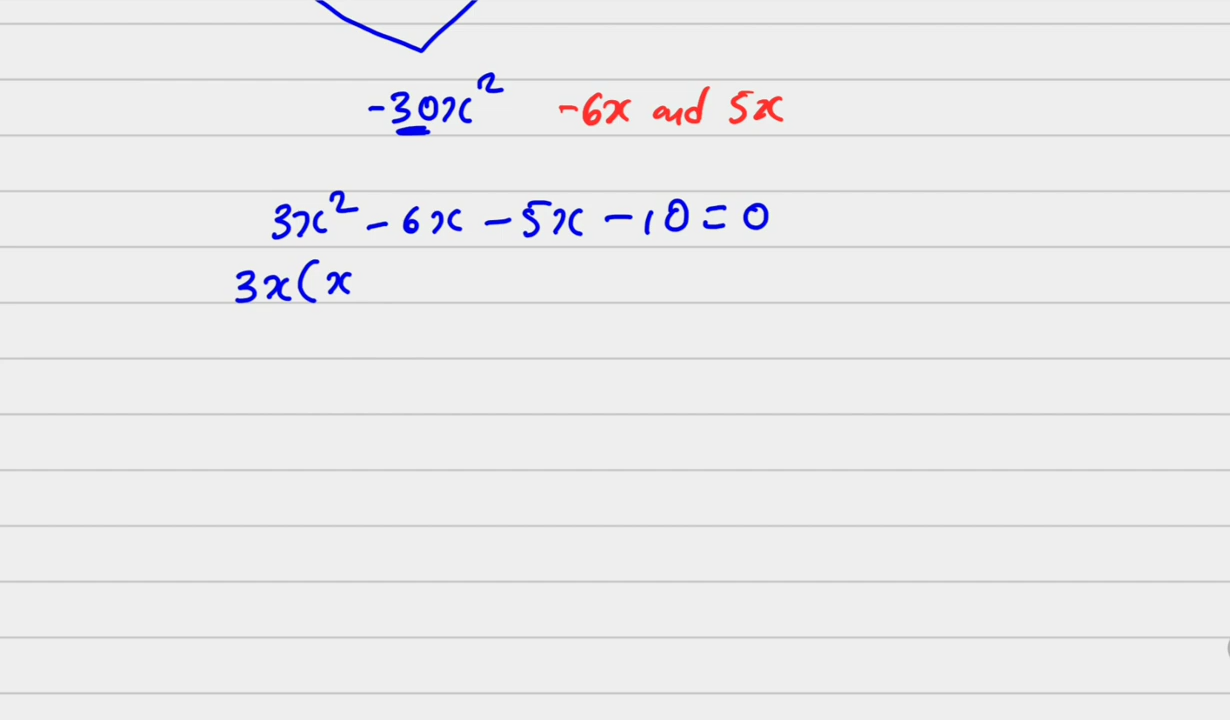 -30x² -6x and 5x
3x² - 6x - 5x - 10 = 0
3x(x